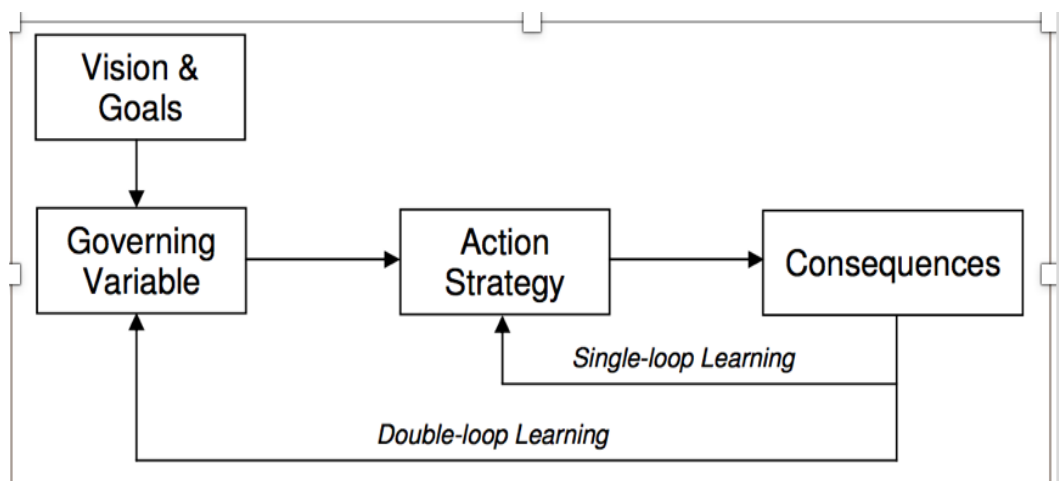 Vision &
Goals
Governing
Variable
Action
Strategy
Consequences
Single-loop Learning
Double-loop Learning